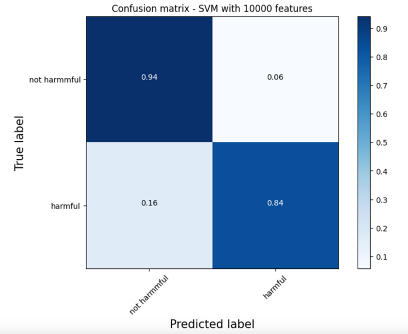 Confusion matrix - SVM with 10000 features
True label
not harmmful
0.94
0.06
harmful
0.16
0.84
not harmmful
harmful
Predicted label
0.9
0.8
0.7
0.6
0.5
0.4
0.3
0.2
0.1